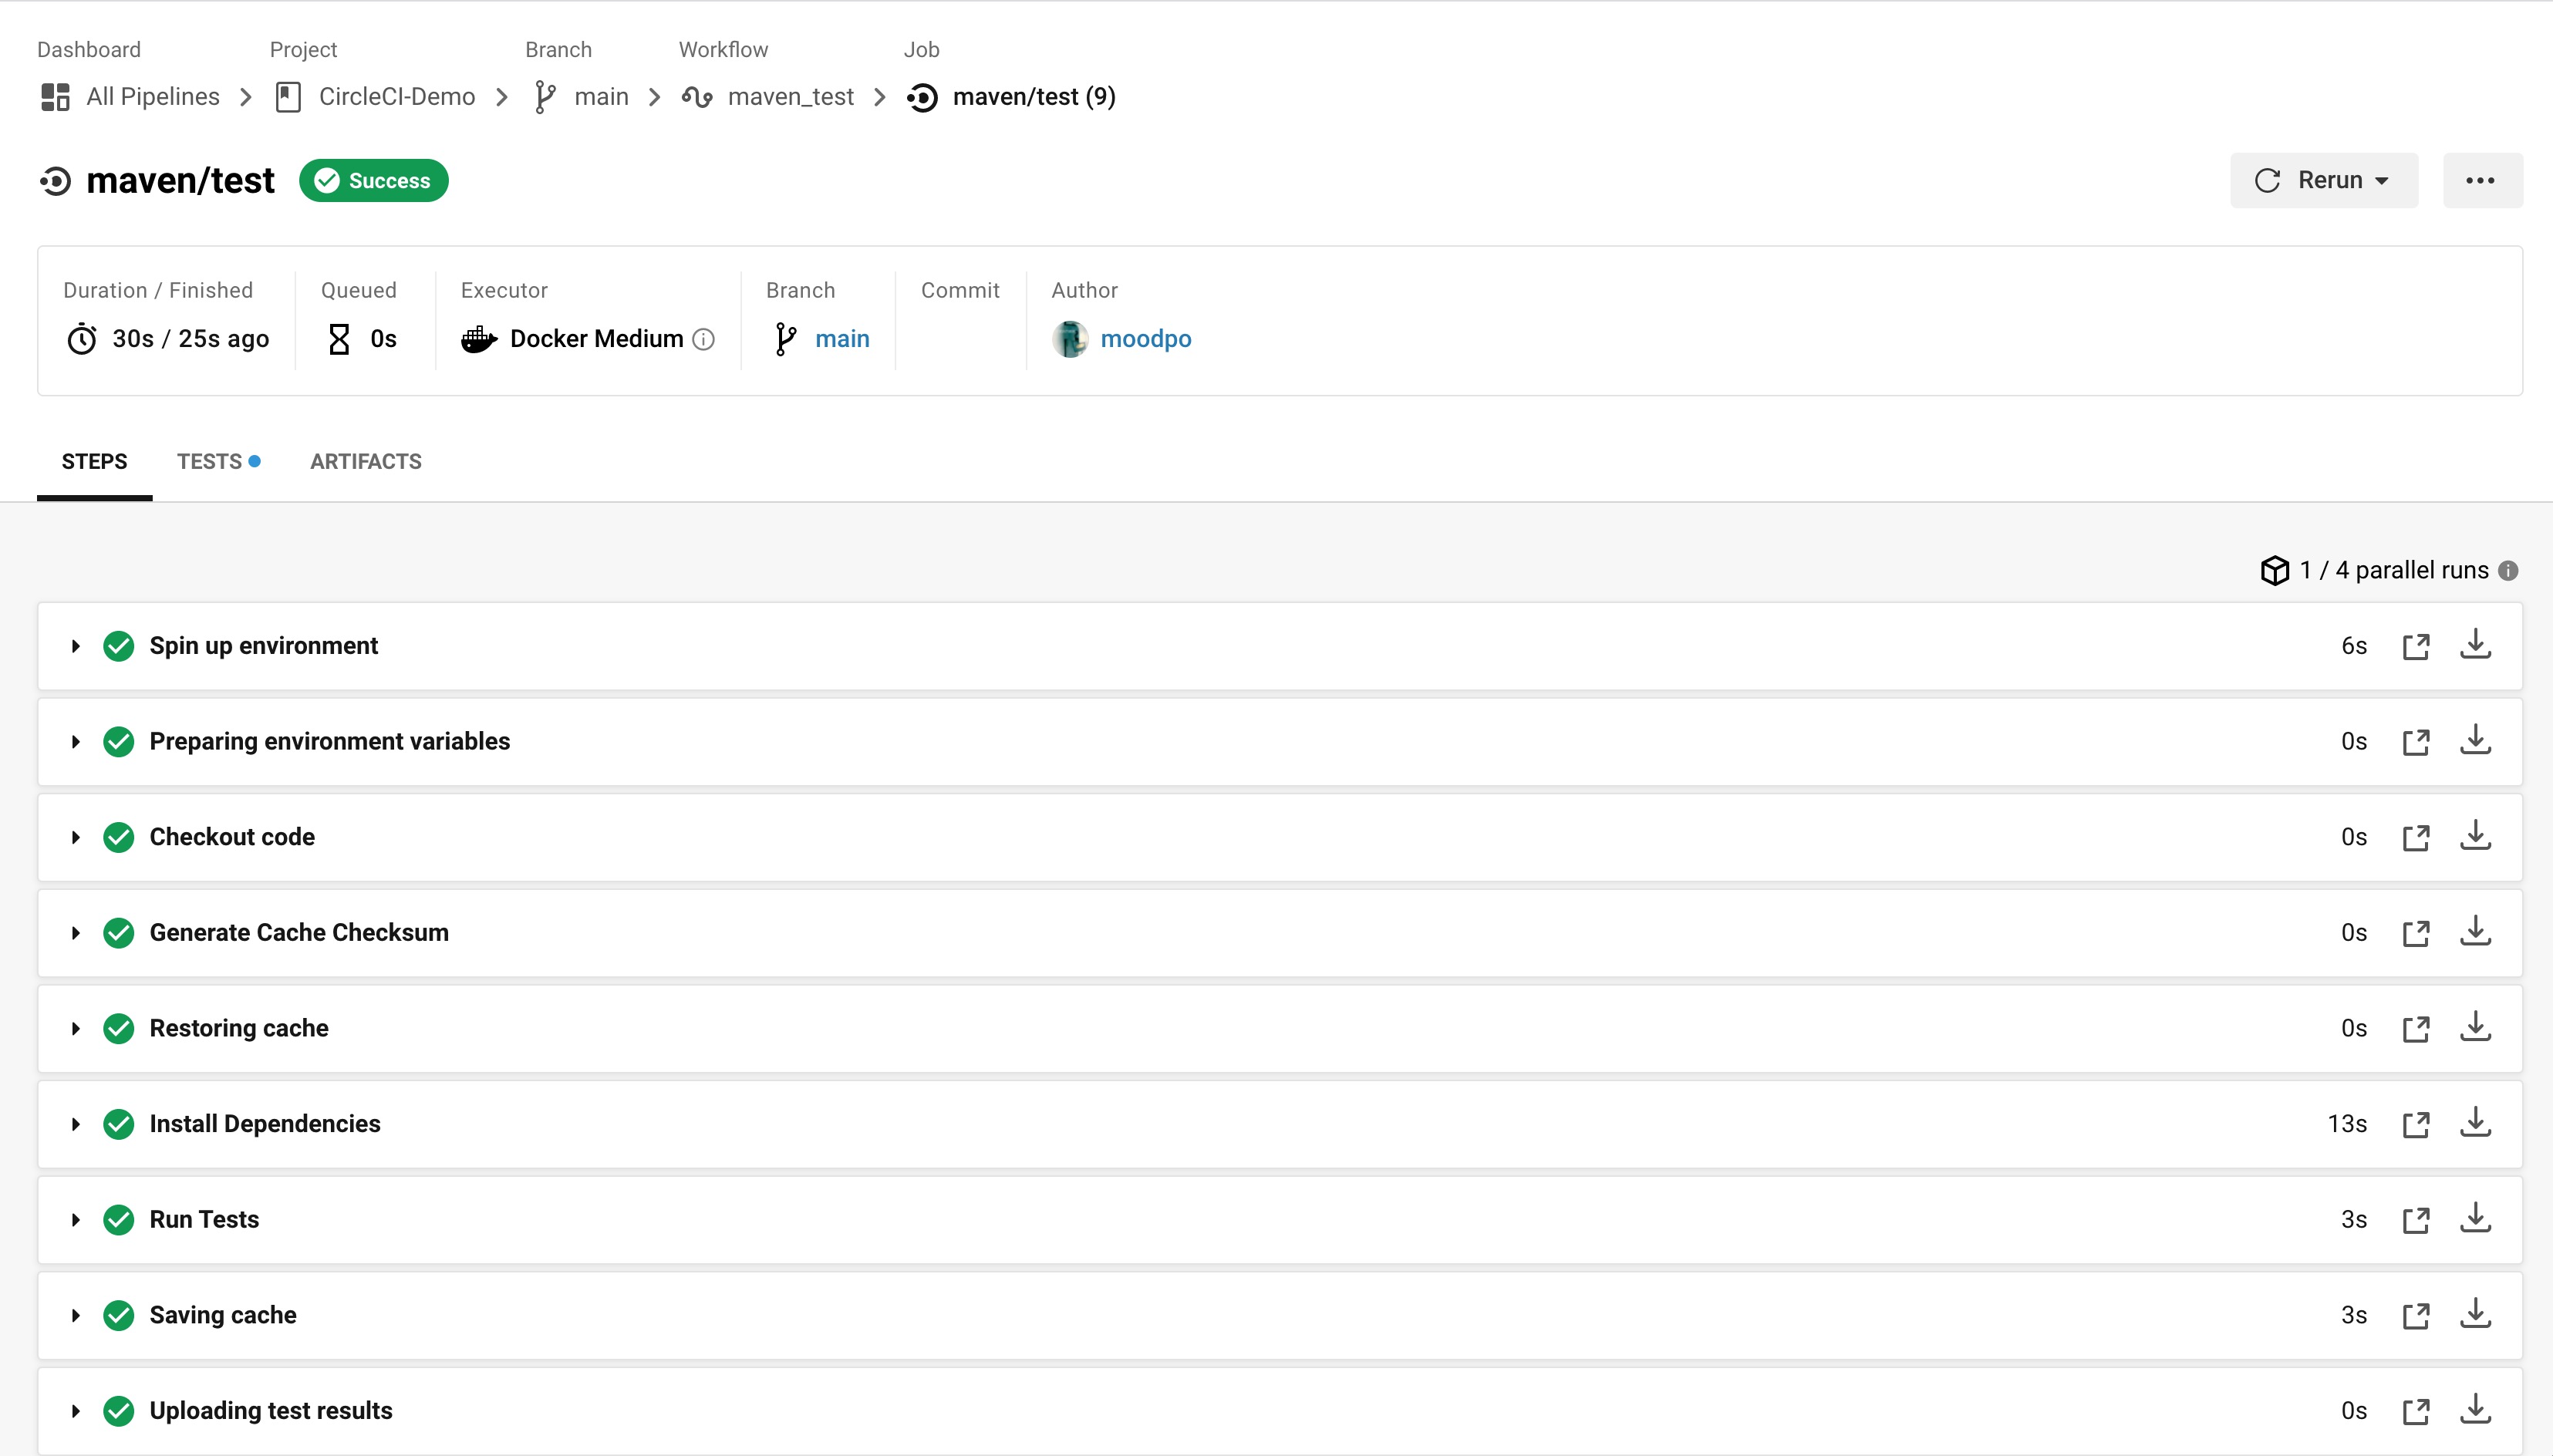 Dashboard Project Branch Workflow Job
All Pipelines CircleCI-Demo main maven_test maven/test (9)
maven/test Success Rerun
Duration / Finished Queued Executor Branch Commit Author
30s / 25s ago 0s Docker Medium main moodpo
STEPS TESTS ARTIFACTS
1 / 4 parallel runs
Spin up environment 6s
Preparing environment variables 0s
Checkout code 0s
Generate Cache Checksum 0s
Restoring cache 0s
Install Dependencies 13s
Run Tests 3s
Saving cache 3s
Uploading test results 0s